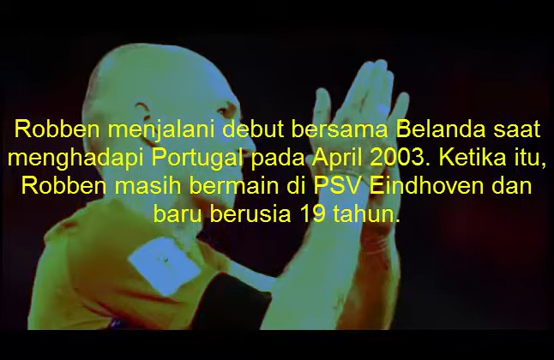 Robben menjalani debut bersama Belanda saat
menghadapi Portugal pada April 2003. Ketika itu,
Robben masih bermain di PSV Eindhoven dan
baru berusia 19 tahun.